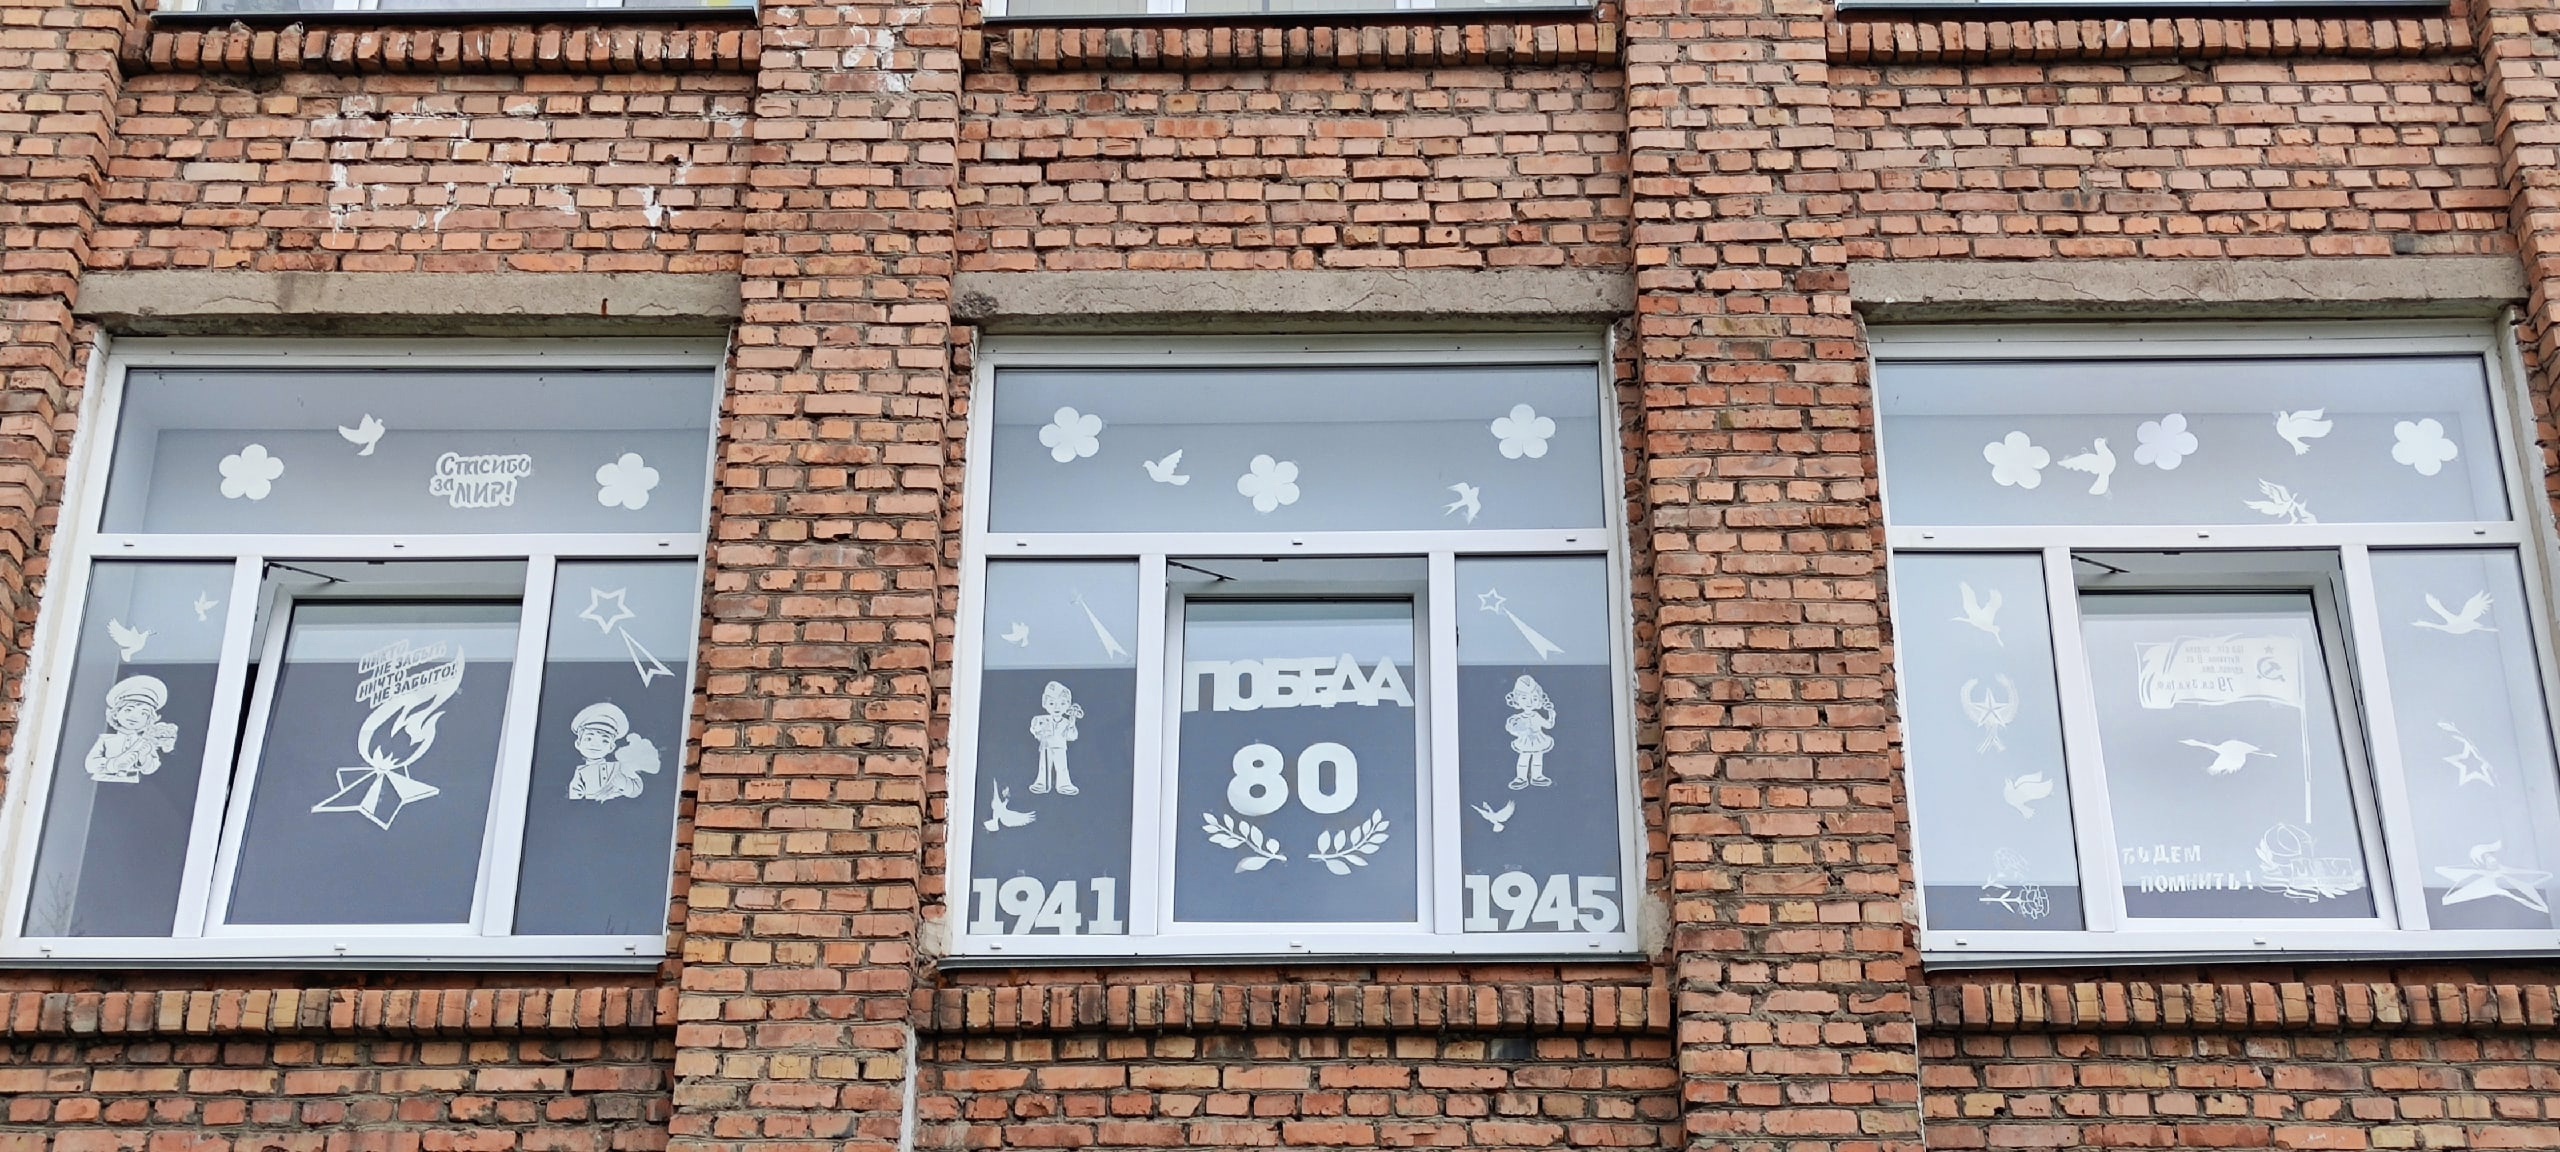 Спасибо
за
МИР!
НИКТО
НЕ ЗАБЫТ
НИЧТО
НЕ ЗАБЫТО!
ПОБЕДА
80
1941
1945
БУДЕМ
ПОМНИТЬ!